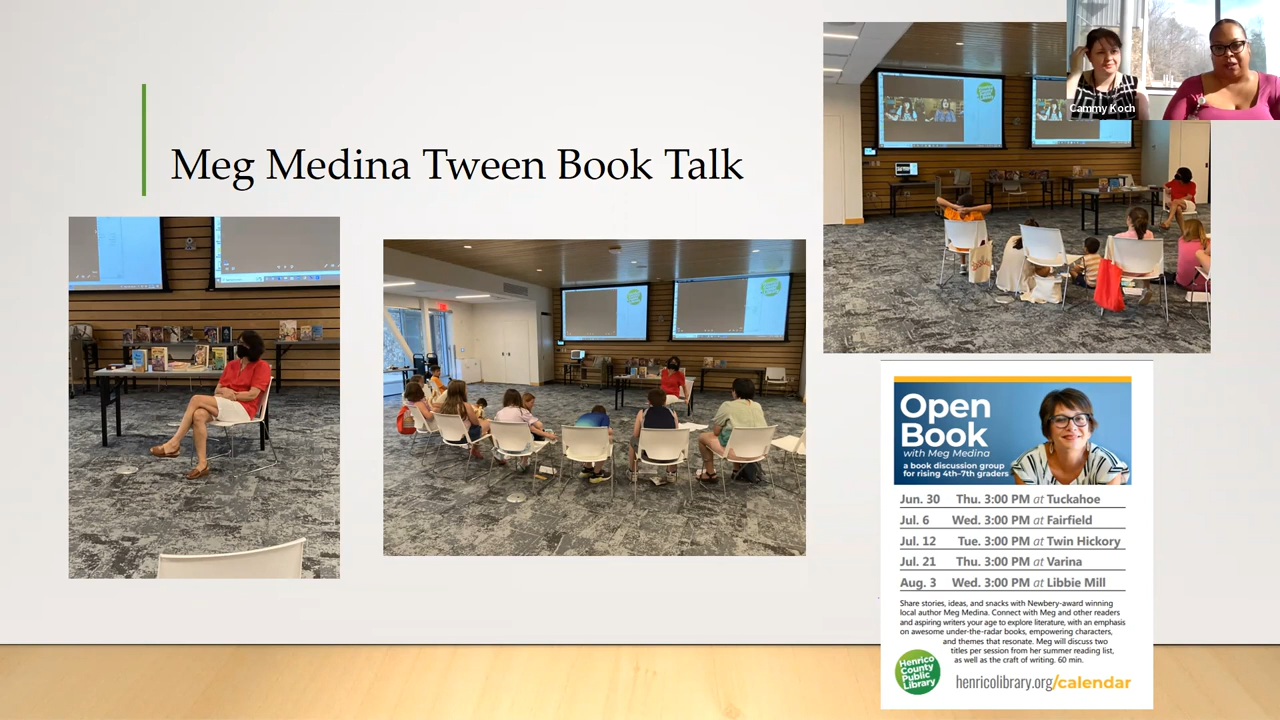 Cammy Koch
Meg Medina Tween Book Talk
Open
Book
with Meg Medina
a book discussion group
for rising 4th–7th graders
Jun. 30 Thu. 3:00 PM at Tuckahoe
Jul. 6 Wed. 3:00 PM at Fairfield
Jul. 12 Tue. 3:00 PM at Twin Hickory
Jul. 21 Thu. 3:00 PM at Varina
Aug. 3 Wed. 3:00 PM at Libbie Mill
Share stories, ideas, and snacks with Newbery-award winning
local author Meg Medina. Connect with Meg and other readers
and aspiring writers your age to explore literature, with an emphasis
on awesome under-the-radar books, empowering characters,
and themes that resonate. Meg will discuss two
titles per session from her summer reading list,
as well as the craft of writing. 60 min.
Henrico
County
Public
Library
henricolibrary.org/calendar